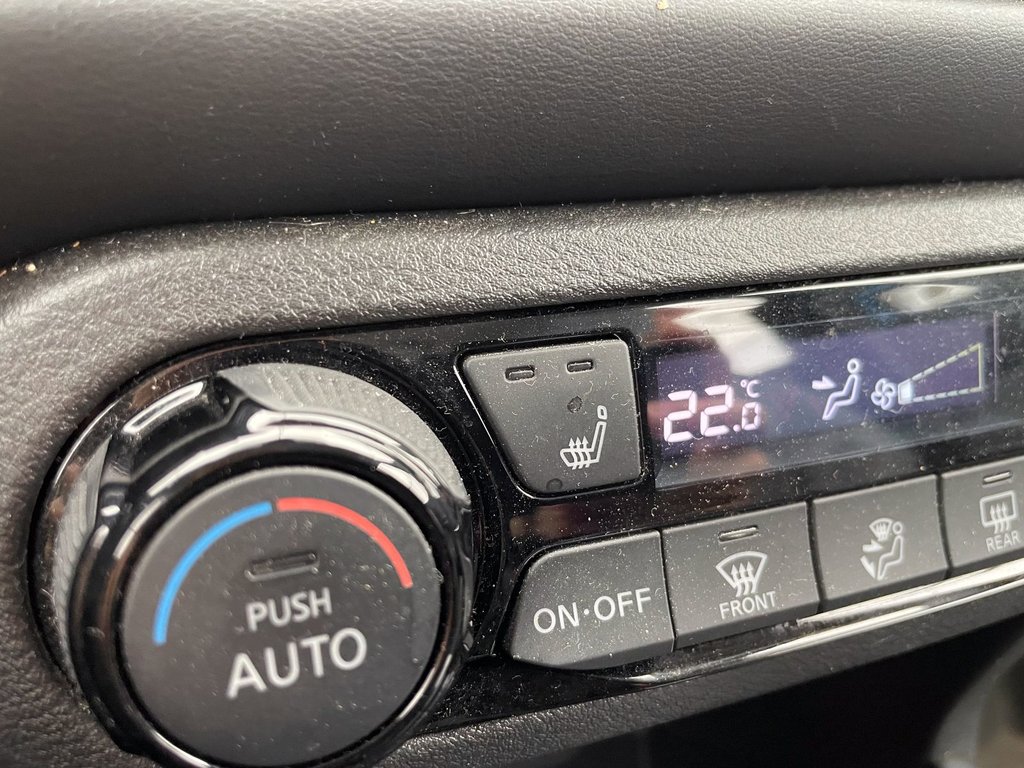 22.0 °C
ON·OFF
FRONT
REAR
PUSH
AUTO